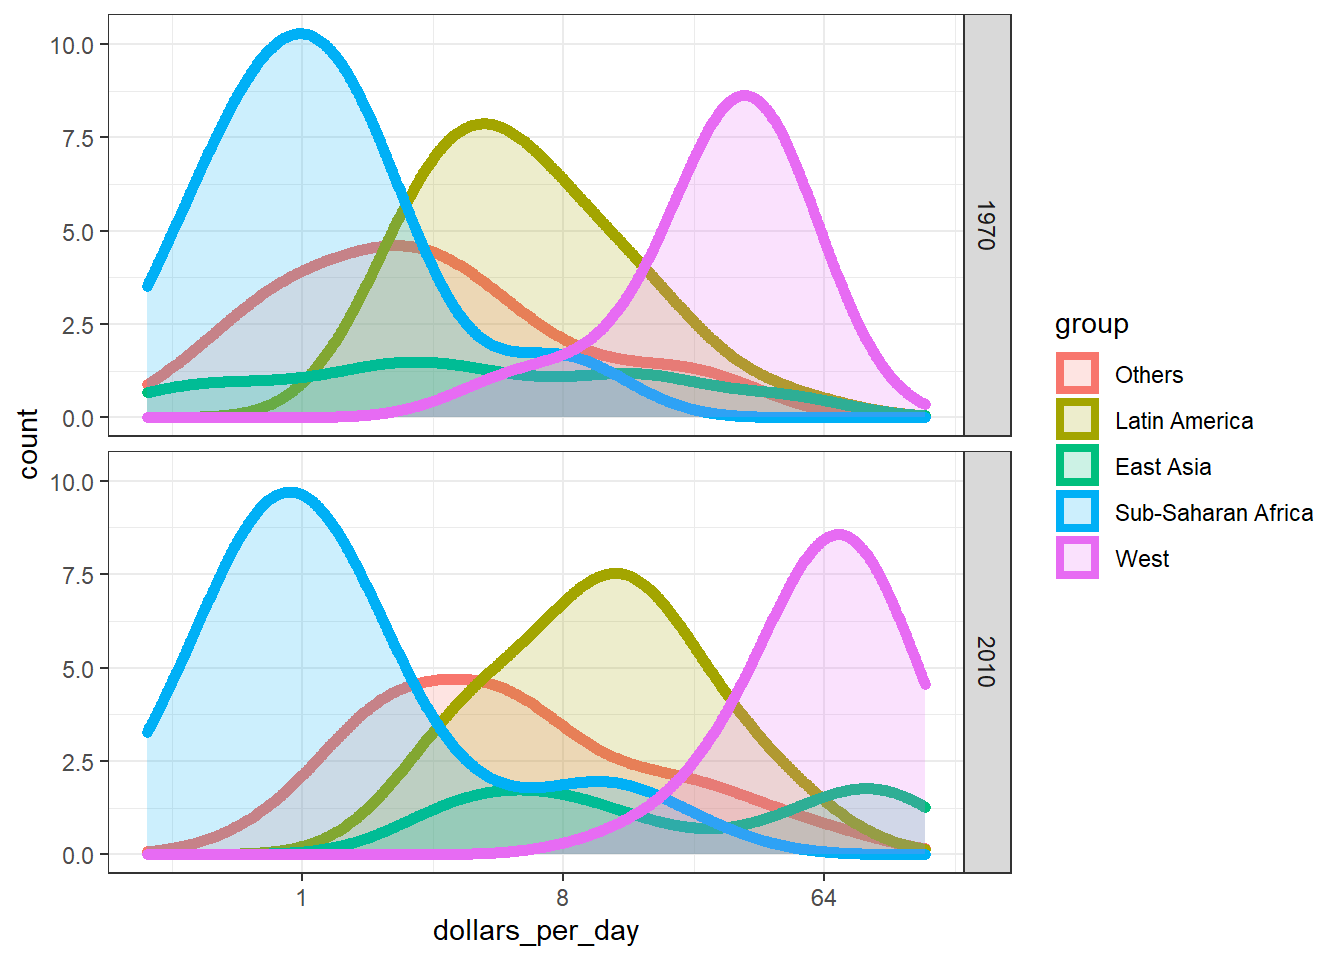 10.0
7.5
5.0
2.5
0.0
1970
10.0
7.5
5.0
2.5
0.0
2010
count
1
8
64
dollars_per_day
group
Others
Latin America
East Asia
Sub-Saharan Africa
West